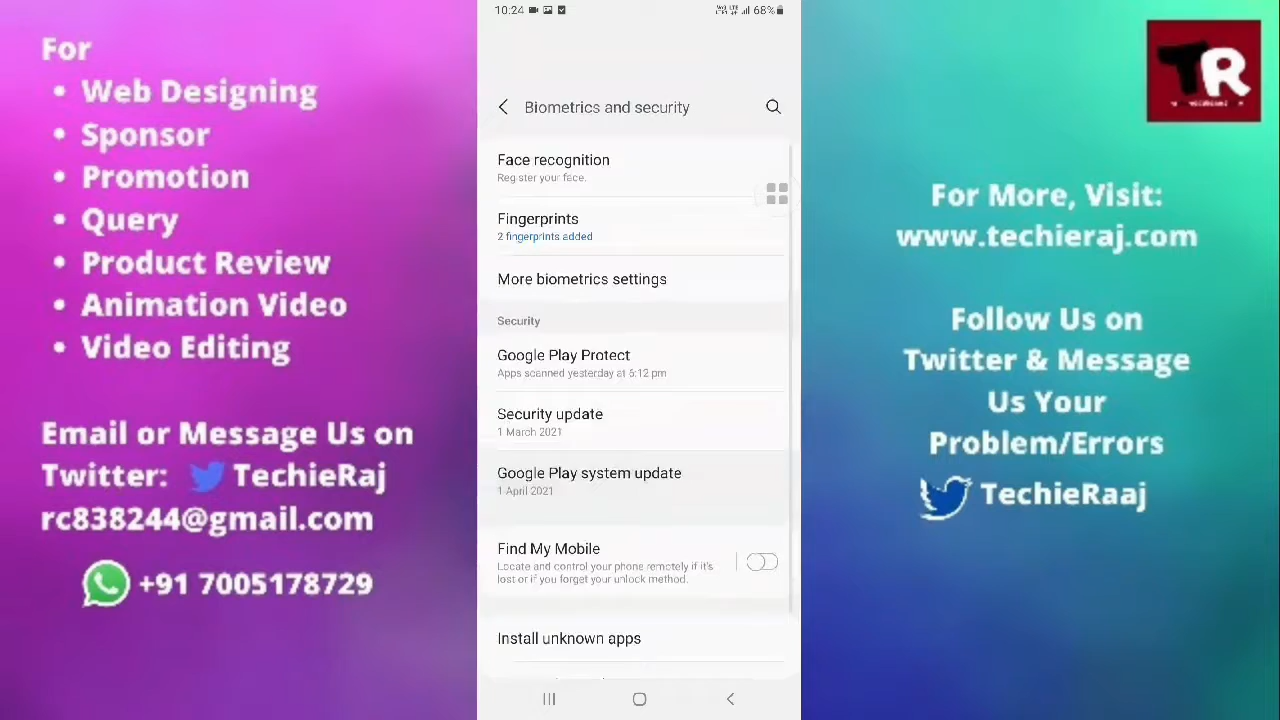 For
• Web Designing
• Sponsor
• Promotion
• Query
• Product Review
• Animation Video
• Video Editing
Email or Message Us on
Twitter: TechieRaj
rc838244@gmail.com
+91 7005178729
10:24
68%
Biometrics and security
Face recognition
Register your face.
Fingerprints
2 fingerprints added
More biometrics settings
Security
Google Play Protect
Apps scanned yesterday at 6:12 pm
Security update
1 March 2021
Google Play system update
1 April 2021
Find My Mobile
Locate and control your phone remotely if it's
lost or if you forget your unlock method.
Install unknown apps
TR
For More, Visit:
www.techieraj.com
Follow Us on
Twitter & Message
Us Your
Problem/Errors
TechieRaaj